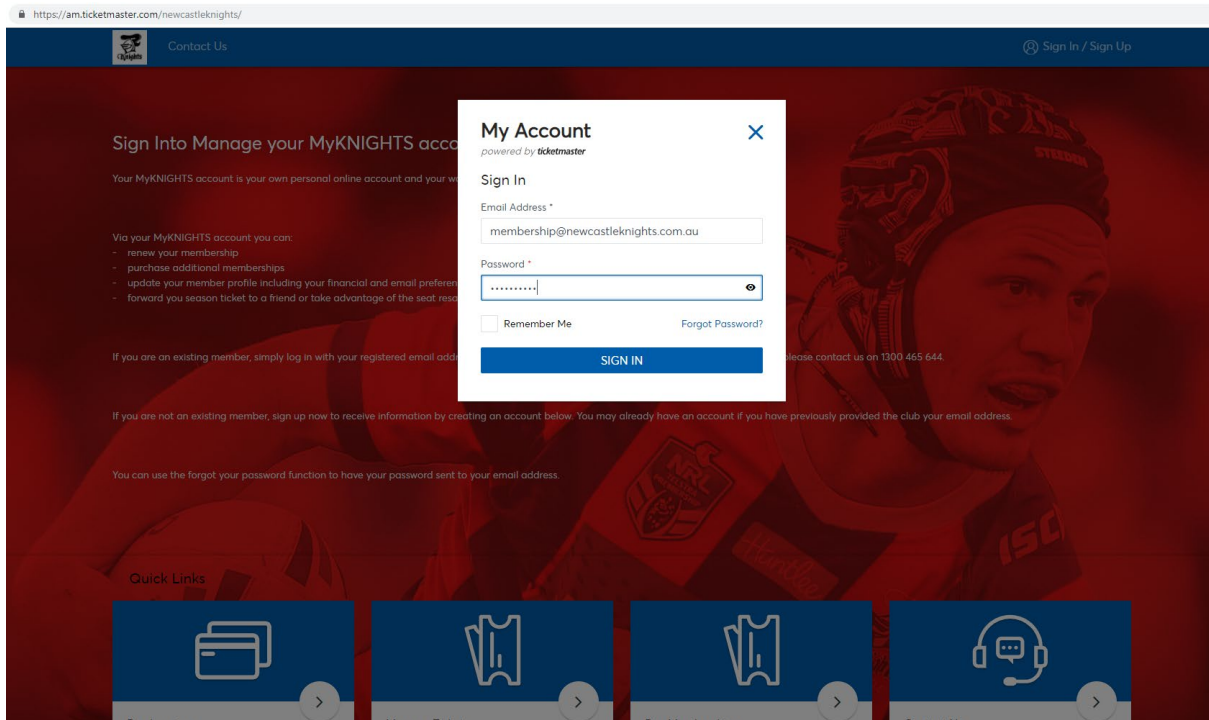 https://am.ticketmaster.com/newcastleknights/
Knights
Contact Us
Sign In / Sign Up
My Account
powered by ticketmaster
Sign In
Email Address *
membership@newcastleknights.com.au
Password *
Remember Me
Forgot Password?
SIGN IN
Sign Into Manage your MyKNIGHTS acco
Your MyKNIGHTS account is your own personal online account and your
Via your MyKNIGHTS account you can:
- renew your membership
- purchase additional memberships
- update your member profile including your financial and email preferen
- forward you season ticket to a friend or take advantage of the seat
If you are an existing member, simply log in with your registered email addr
please contact us on 1300 465 644.
If you are not an existing member, sign up now to receive information by creating an account below. You may already have an account if you have previously provided the club your email address.
You can use the forgot your password function to have your password sent to your email address.
STEEDEN
NRL
ISC
Quick Links